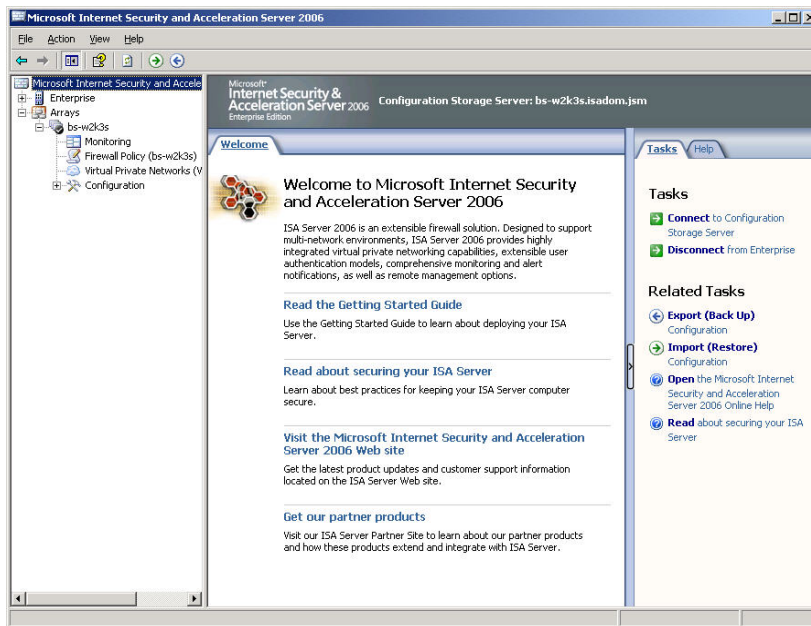 Microsoft Internet Security and Acceleration Server 2006
File Action View Help
Microsoft Internet Security and Accele
Enterprise
Arrays
bs-w2k3s
Monitoring
Firewall Policy (bs-w2k3s)
Virtual Private Networks (V
Configuration
Microsoft
Internet Security &
Acceleration Server 2006
Enterprise Edition
Configuration Storage Server: bs-w2k3s.isadom.jsm
Welcome
Welcome to Microsoft Internet Security
and Acceleration Server 2006
ISA Server 2006 is an extensible firewall solution. Designed to support
multi-network environments, ISA Server 2006 provides highly
integrated virtual private networking capabilities, extensible user
authentication models, comprehensive monitoring and alert
notifications, as well as remote management options.
Read the Getting Started Guide
Use the Getting Started Guide to learn about deploying your ISA
Server.
Read about securing your ISA Server
Learn about best practices for keeping your ISA Server computer
secure.
Visit the Microsoft Internet Security and Acceleration
Server 2006 Web site
Get the latest product updates and customer support information
located on the ISA Server Web site.
Get our partner products
Visit our ISA Server Partner Site to learn about our partner products
and how these products extend and integrate with ISA Server.
Tasks Help
Tasks
Connect to Configuration
Storage Server
Disconnect from Enterprise
Related Tasks
Export (Back Up)
Configuration
Import (Restore)
Configuration
Open the Microsoft Internet
Security and Acceleration
Server 2006 Online Help
Read about securing your ISA
Server